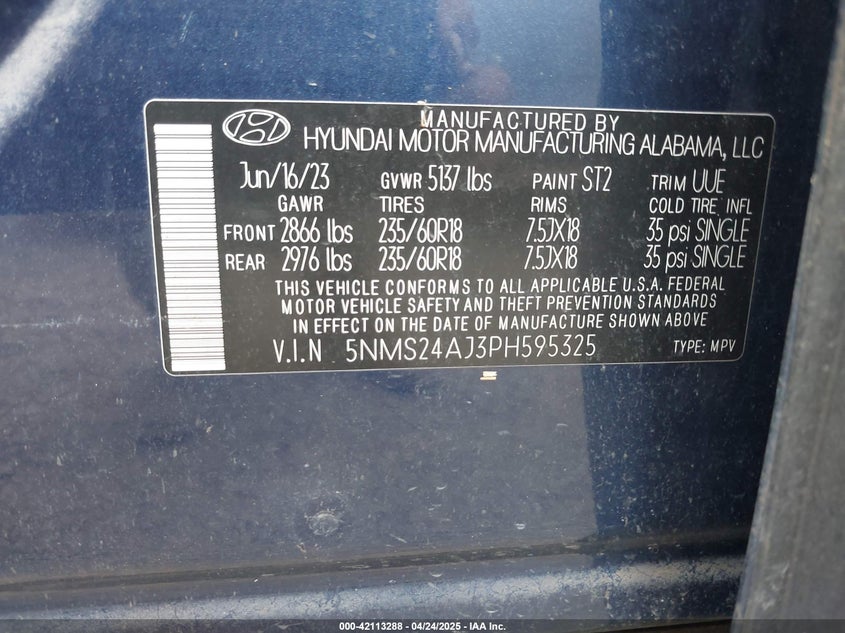 MANUFACTURED BY
HYUNDAI MOTOR MANUFACTURING ALABAMA, LLC
Jun/16/23 GVWR 5137 lbs PAINT ST2 TRIM UUE
GAWR TIRES RIMS COLD TIRE INFL
FRONT 2866 lbs 235/60R18 7.5JX18 35 psi SINGLE
REAR 2976 lbs 235/60R18 7.5JX18 35 psi SINGLE
THIS VEHICLE CONFORMS TO ALL APPLICABLE U.S.A. FEDERAL
MOTOR VEHICLE SAFETY AND THEFT PREVENTION STANDARDS
IN EFFECT ON THE DATE OF MANUFACTURE SHOWN ABOVE
V.I.N 5NMS24AJ3PH595325 TYPE: MPV
000-42113288 - 04/24/2025 - IAA Inc.